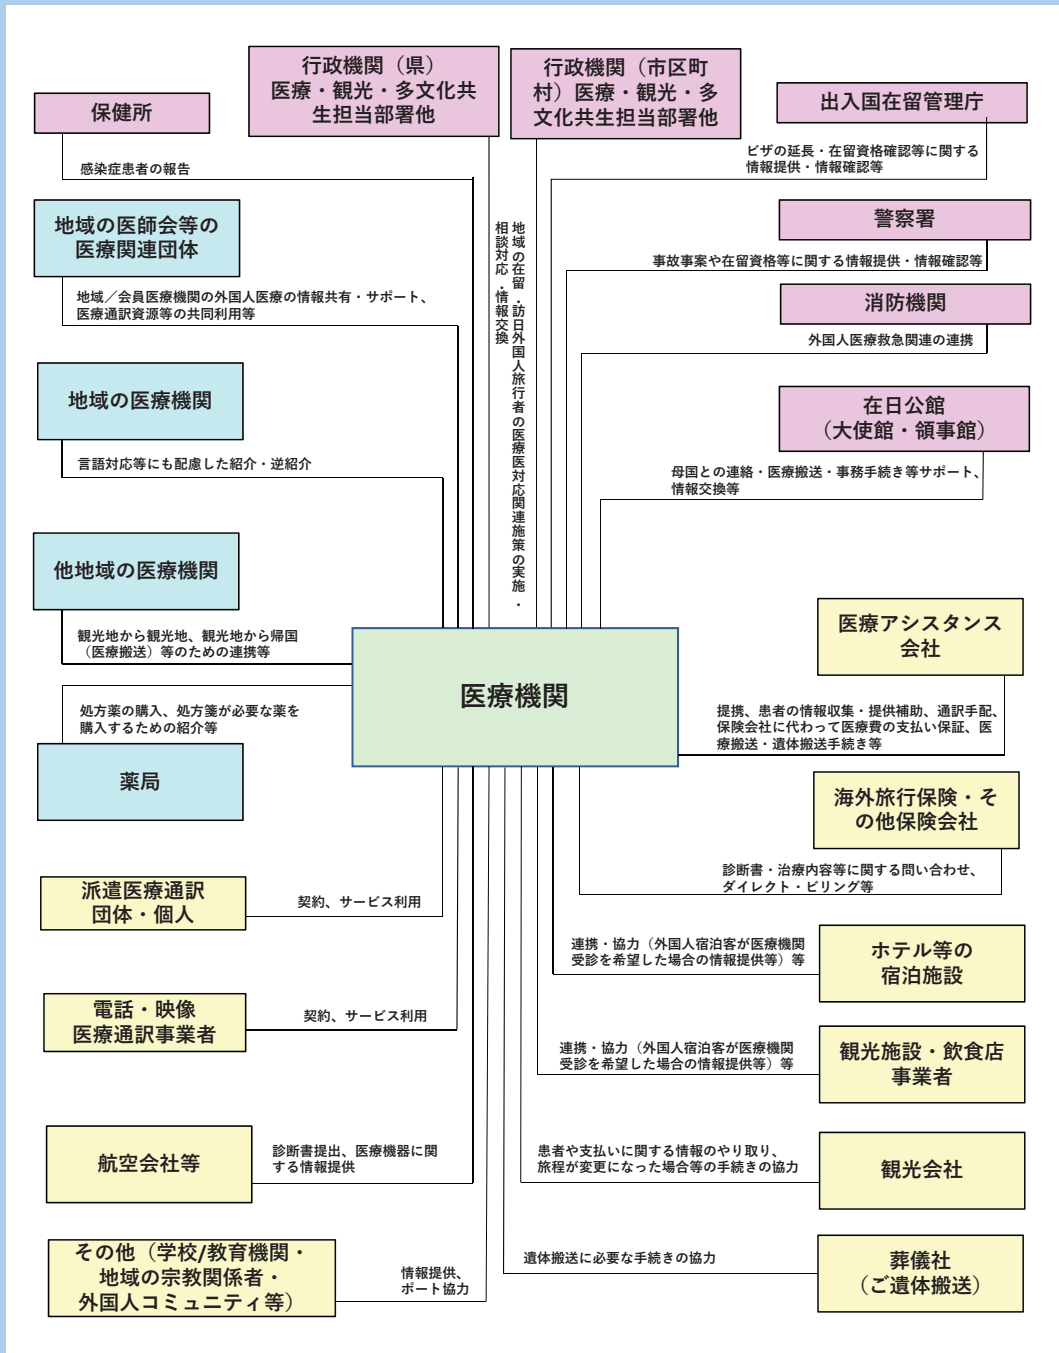 行政機関（県）
医療・観光・多文化共
生担当部署他
行政機関（市区町
村）医療・観光・多
文化共生担当部署他
保健所
出入国在留管理庁
感染症患者の報告
ビザの延長・在留資格確認等に関する
情報提供・情報確認等
地域の医師会等の
医療関連団体
警察署
地域の在留・訪日外国人旅行者の医療医対応関連施策の実施・
相談対応・情報交換
事故事案や在留資格等に関する情報提供・情報確認等
地域／会員医療機関の外国人医療の情報共有・サポート、
医療通訳資源等の共同利用等
消防機関
外国人医療救急関連の連携
地域の医療機関
在日公館
（大使館・領事館）
言語対応等にも配慮した紹介・逆紹介
母国との連絡・医療搬送・事務手続き等サポート、
情報交換等
他地域の医療機関
観光地から観光地、観光地から帰国
（医療搬送）等のための連携等
医療機関
医療アシスタンス
会社
処方薬の購入、処方箋が必要な薬を
購入するための紹介等
提携、患者の情報収集・提供補助、通訳手配、
保険会社に代わって医療費の支払い保証、医
療搬送・遺体搬送手続き等
薬局
海外旅行保険・そ
の他保険会社
診断書・治療内容等に関する問い合わせ、
ダイレクト・ビリング等
派遣医療通訳
団体・個人
契約、サービス利用
連携・協力（外国人宿泊客が医療機関
受診を希望した場合の情報提供等）等
ホテル等の
宿泊施設
電話・映像
医療通訳事業者
契約、サービス利用
連携・協力（外国人宿泊客が医療機関
受診を希望した場合の情報提供等）等
観光施設・飲食店
事業者
航空会社等
診断書提出、医療機器に関
する情報提供
患者や支払いに関する情報のやり取り、
旅程が変更になった場合等の手続きの協力
観光会社
その他（学校/教育機関・
地域の宗教関係者・
外国人コミュニティ等）
情報提供、
ポート協力
遺体搬送に必要な手続きの協力
葬儀社
（ご遺体搬送）